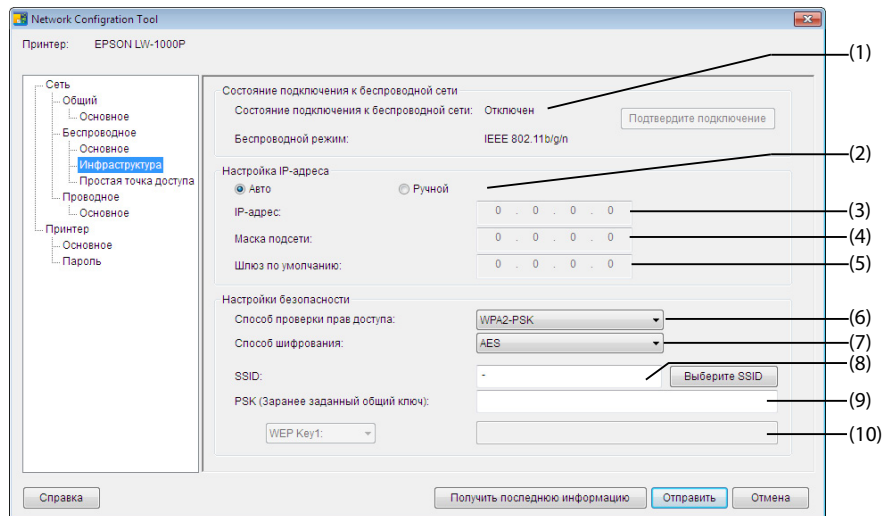 Network Configration Tool
Принтер: EPSON LW-1000P
Сеть
Общий
Основное
Беспроводное
Основное
Инфраструктура
Простая точка доступа
Проводное
Основное
Принтер
Основное
Пароль
Состояние подключения к беспроводной сети
Состояние подключения к беспроводной сети: Отключен
Подтвердите подключение
Беспроводной режим: IEEE 802.11b/g/n
(1)
Настройка IP-адреса
Авто Ручной
(2)
IP-адрес: 0 . 0 . 0 . 0
(3)
Маска подсети: 0 . 0 . 0 . 0
(4)
Шлюз по умолчанию: 0 . 0 . 0 . 0
(5)
Настройки безопасности
Способ проверки прав доступа: WPA2-PSK
(6)
Способ шифрования: AES
(7)
SSID: - Выберите SSID
(8)
PSK (Заранее заданный общий ключ):
(9)
WEP Key1:
(10)
Справка Получить последнюю информацию Отправить Отмена